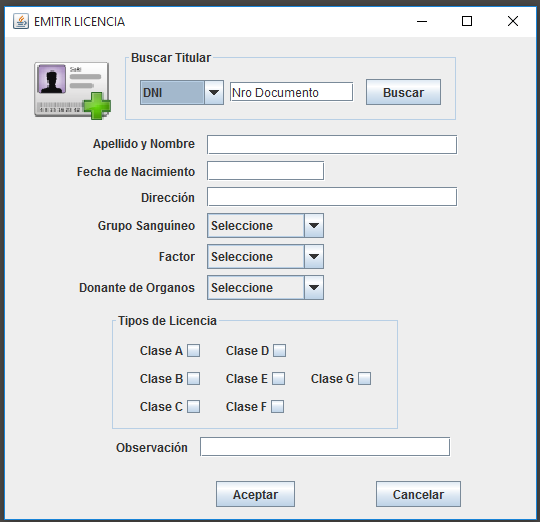 EMITIR LICENCIA
Buscar Titular
DNI Nro Documento Buscar
Apellido y Nombre
Fecha de Nacimiento
Dirección
Grupo Sanguíneo Seleccione
Factor Seleccione
Donante de Organos Seleccione
Tipos de Licencia
Clase A Clase D
Clase B Clase E Clase G
Clase C Clase F
Observación
Aceptar Cancelar